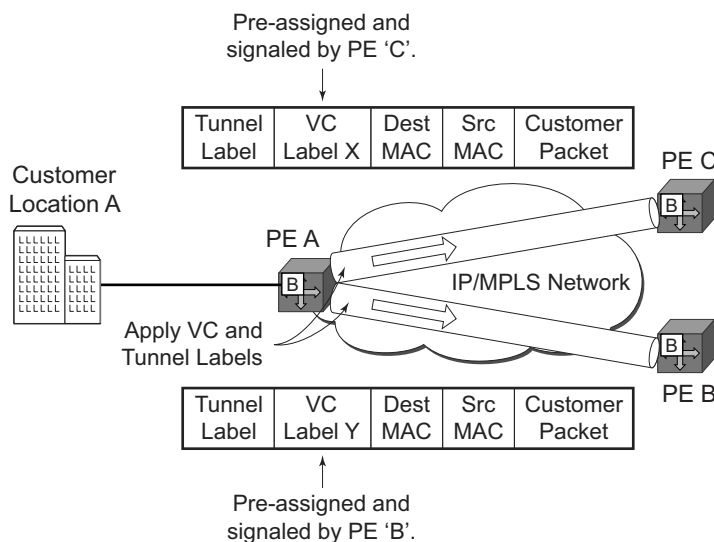 Pre-assigned and
signaled by PE ‘C’.
Tunnel Label
VC Label X
Dest MAC
Src MAC
Customer Packet
PE C
Customer
Location A
PE A
B
B
IP/MPLS Network
Apply VC and
Tunnel Labels
B
PE B
Tunnel Label
VC Label Y
Dest MAC
Src MAC
Customer Packet
Pre-assigned and
signaled by PE ‘B’.